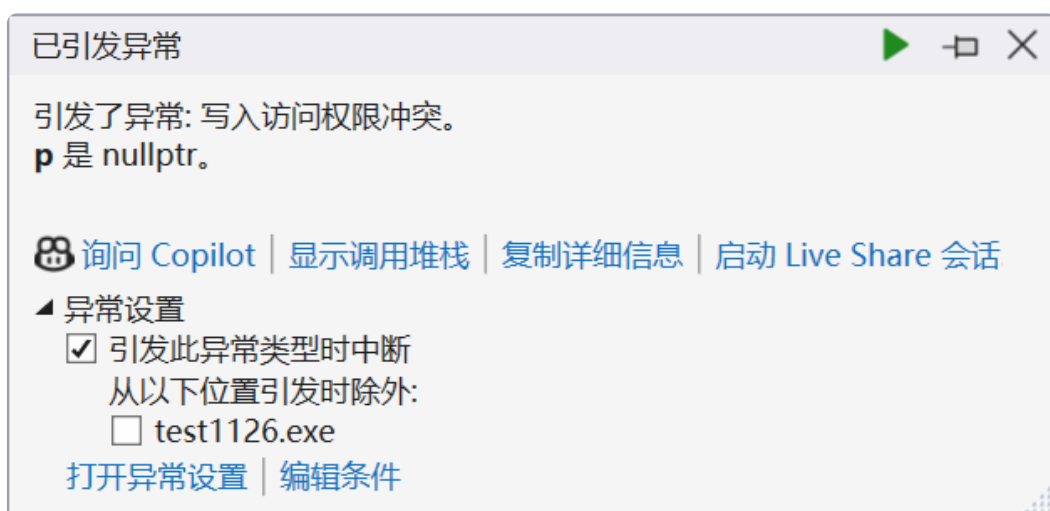 已引发异常
引发了异常: 写入访问权限冲突。
p 是 nullptr。
询问 Copilot | 显示调用堆栈 | 复制详细信息 | 启动 Live Share 会话
异常设置
引发此异常类型时中断
从以下位置引发时除外:
test1126.exe
打开异常设置 | 编辑条件